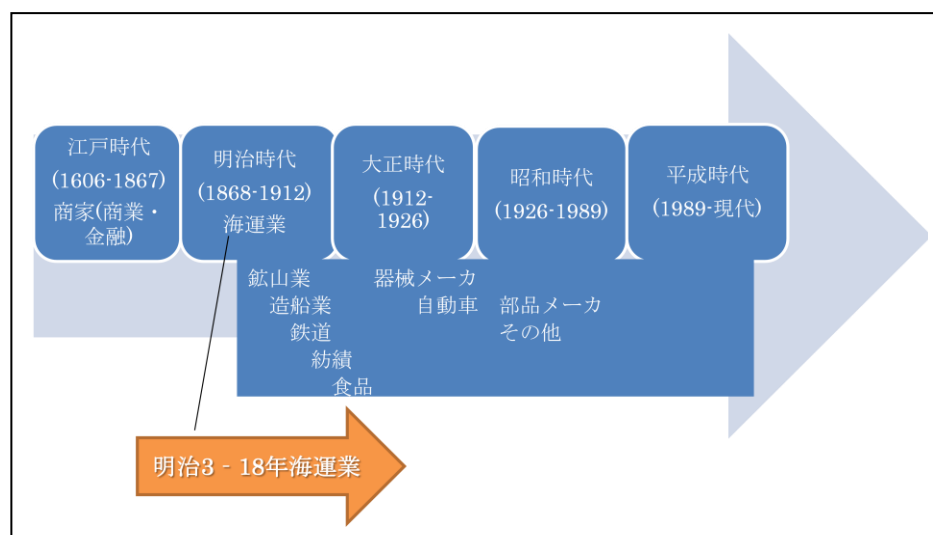 江戸時代
(1606-1867)
商家(商業・
金融)
明治時代
(1868-1912)
海運業
大正時代
(1912-
1926)
昭和時代
(1926-1989)
平成時代
(1989-現代)
鉱山業
造船業
鉄道
紡績
食品
器械メーカ
自動車
部品メーカ
その他
明治3‐18年海運業